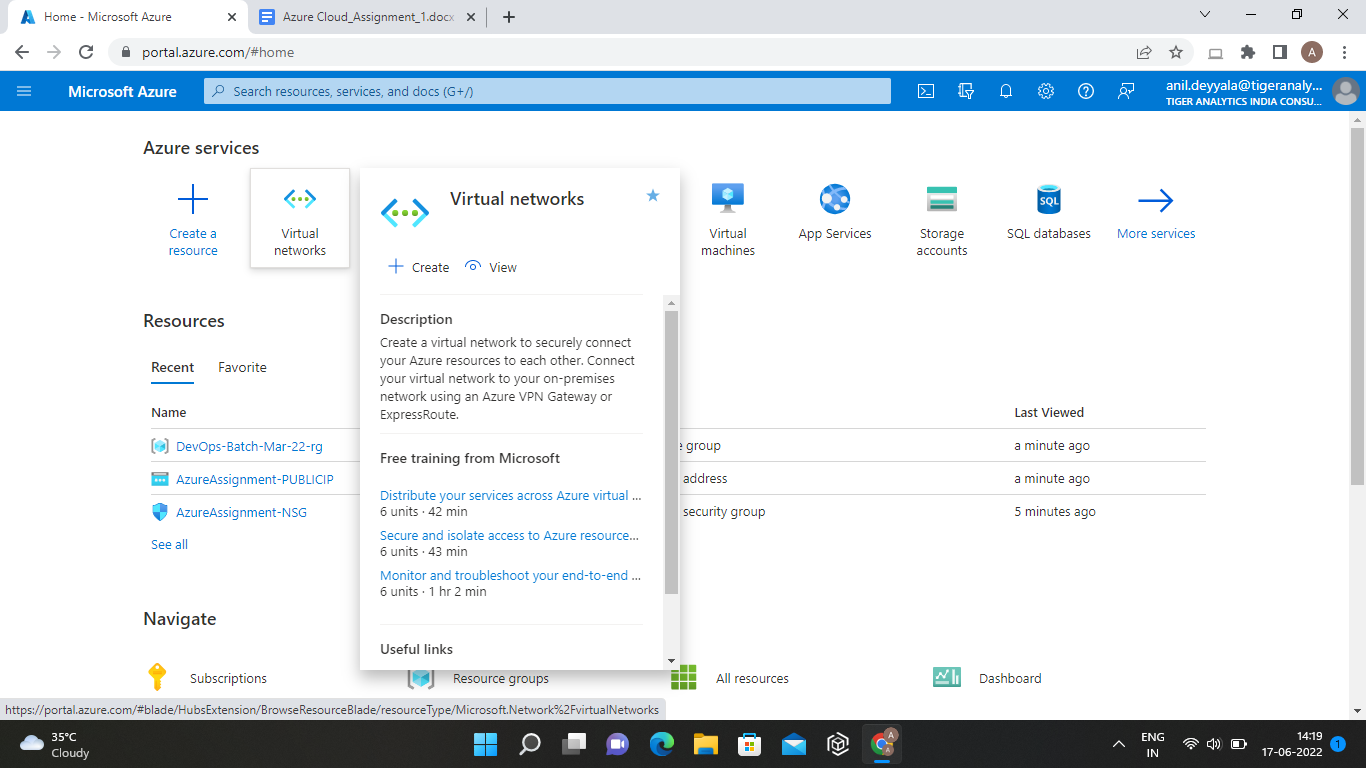 Home - Microsoft Azure
Azure Cloud_Assignment_1.docx
portal.azure.com/#home
A
Microsoft Azure
Search resources, services, and docs (G+/)
anil.deyyala@tigeranaly...
TIGER ANALYTICS INDIA CONSU...
Azure services
Create a
resource
Virtual
networks
Virtual networks
Create
View
Virtual
machines
App Services
Storage
accounts
SQL
SQL databases
More services
Description
Create a virtual network to securely connect
your Azure resources to each other. Connect
your virtual network to your on-premises
network using an Azure VPN Gateway or
ExpressRoute.
Free training from Microsoft
Distribute your services across Azure virtual ...
6 units · 42 min
Secure and isolate access to Azure resource...
6 units · 43 min
Monitor and troubleshoot your end-to-end ...
6 units · 1 hr 2 min
Useful links
Resources
Recent
Favorite
Name
Last Viewed
DevOps-Batch-Mar-22-rg
e group
a minute ago
AzureAssignment-PUBLICIP
address
a minute ago
AzureAssignment-NSG
security group
5 minutes ago
See all
Navigate
Subscriptions
Resource groups
All resources
Dashboard
https://portal.azure.com/#blade/HubsExtension/BrowseResourceBlade/resourceType/Microsoft.Network%2FvirtualNetworks
35°C
Cloudy
A
ENG
IN
14:19
17-06-2022
1